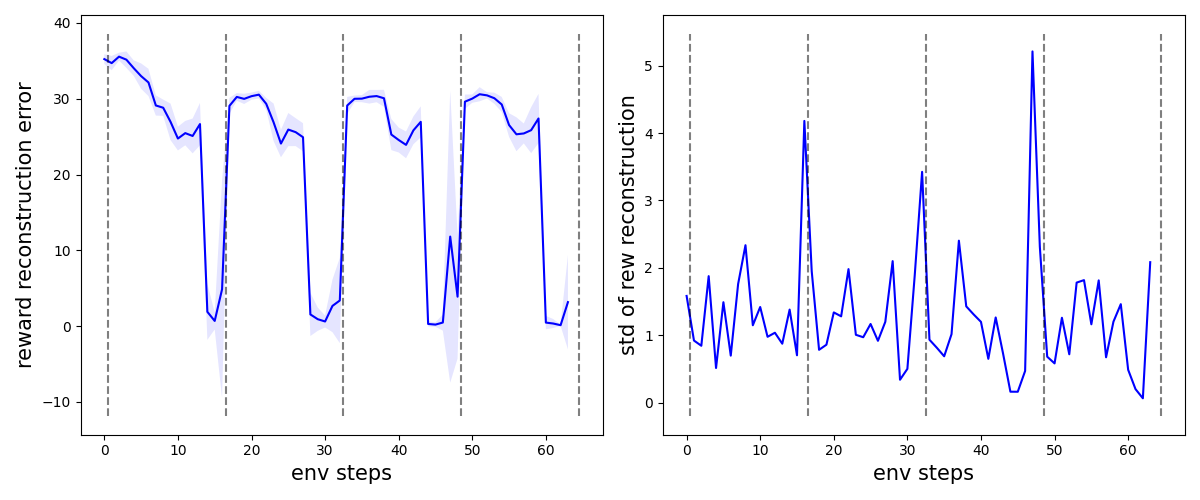 reward reconstruction error
40
30
20
10
0
−10
0 10 20 30 40 50 60
env steps
std of rew reconstruction
5
4
3
2
1
0
0 10 20 30 40 50 60
env steps